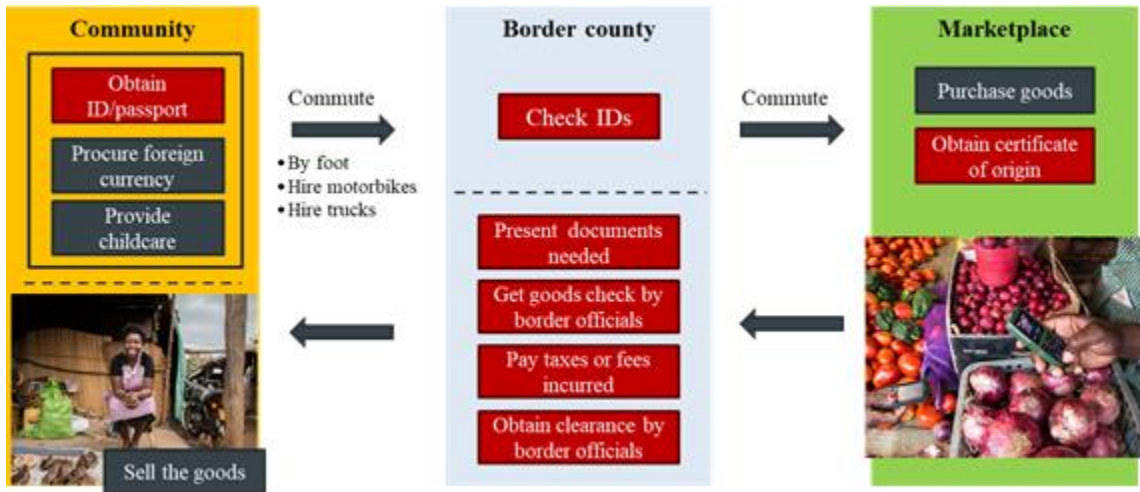 Community
Obtain
ID/passport
Procure foreign
currency
Provide
childcare
Sell the goods
Commute
•By foot
•Hire motorbikes
•Hire trucks
Border county
Check IDs
Present documents
needed
Get goods check by
border officials
Pay taxes or fees
incurred
Obtain clearance by
border officials
Commute
Marketplace
Purchase goods
Obtain certificate
of origin